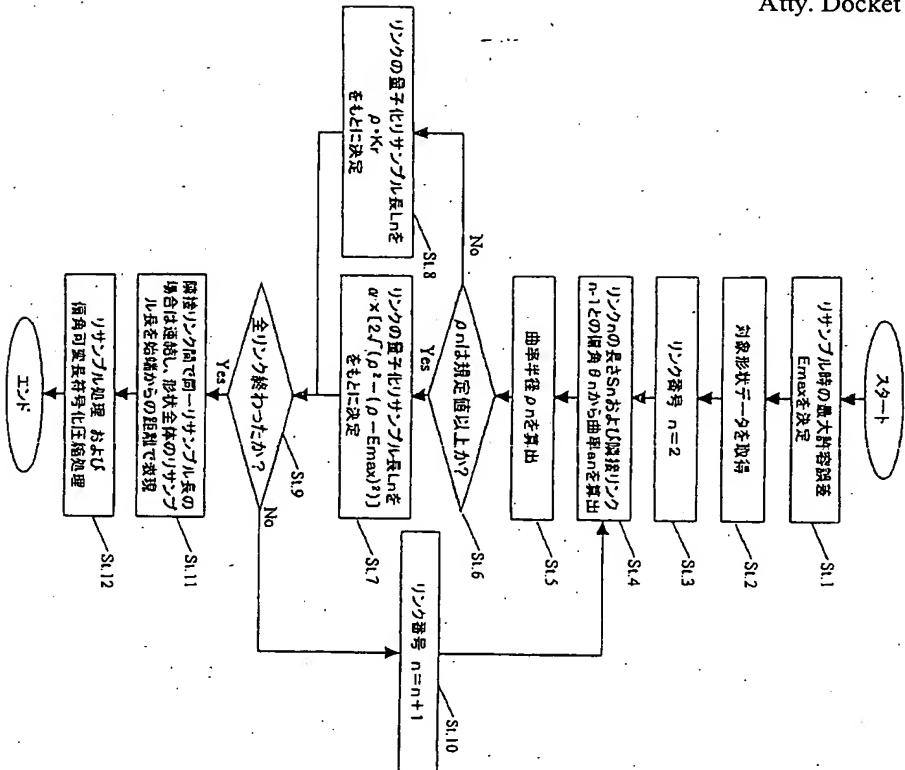 Atty. Docket
スタート
リサンプル時の最大許容誤差
Emaxを決定
St.1
対象形状データを取得
St.2
リンク番号 n=2
St.3
リンクnの長さSnおよび隣接リンク
n-1との偏角θnから曲率anを算出
St.4
曲率半径ρnを算出
St.5
ρnは規定値以上か?
St.6
Yes
No
リンクの量子化リサンプル長Lnを
α×[2√(ρ²-(ρ-Emax)²)]
をもとに決定
St.7
リンクの量子化リサンプル長Lnを
ρ・Kr
をもとに決定
St.8
全リンク終わったか?
St.9
Yes
No
リンク番号 n=n+1
St.10
隣接リンク間で同一リサンプル長の
場合は連続し、形状全体のリサンプ
ル長を始端からの距離で表現
St.11
リサンプル処理 および
偏角可変長符号化圧縮処理
St.12
エンド